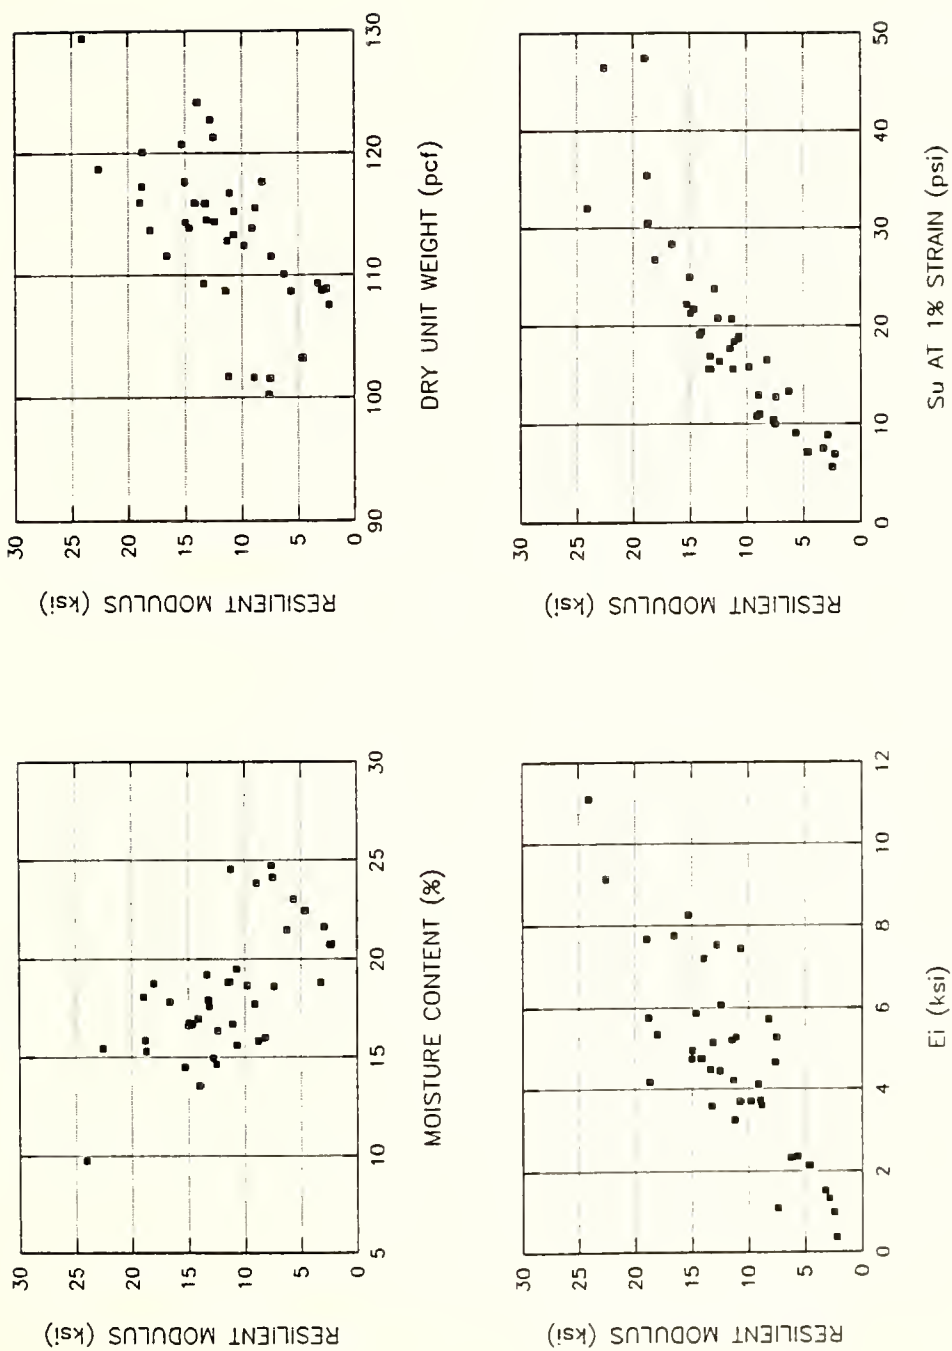 RESILIENT MODULUS (ksi)
30
25
20
15
10
5
0
5 10 15 20 25 30
MOISTURE CONTENT (%)
RESILIENT MODULUS (ksi)
30
25
20
15
10
5
0
90 100 110 120 130
DRY UNIT WEIGHT (pcf)
RESILIENT MODULUS (ksi)
30
25
20
15
10
5
0
0 2 4 6 8 10 12
Ei (ksi)
RESILIENT MODULUS (ksi)
30
25
20
15
10
5
0
0 10 20 30 40 50
Su AT 1% STRAIN (psi)